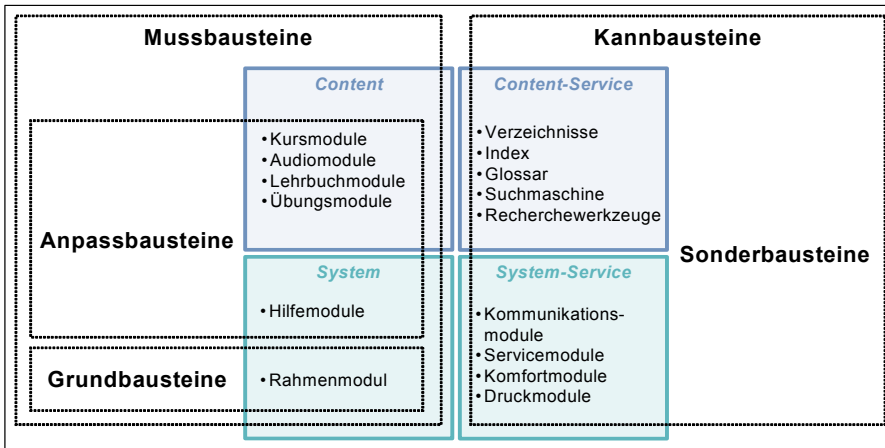 Mussbausteine
Kannbausteine
Content
• Kursmodule
• Audiomodule
• Lehrbuchmodule
• Übungsmodule
Content-Service
• Verzeichnisse
• Index
• Glossar
• Suchmaschine
• Recherchewerkzeuge
Anpassbausteine
Sonderbausteine
System
• Hilfemodule
System-Service
• Kommunikations-
module
• Servicemodule
• Komfortmodule
• Druckmodule
Grundbausteine
• Rahmenmodul